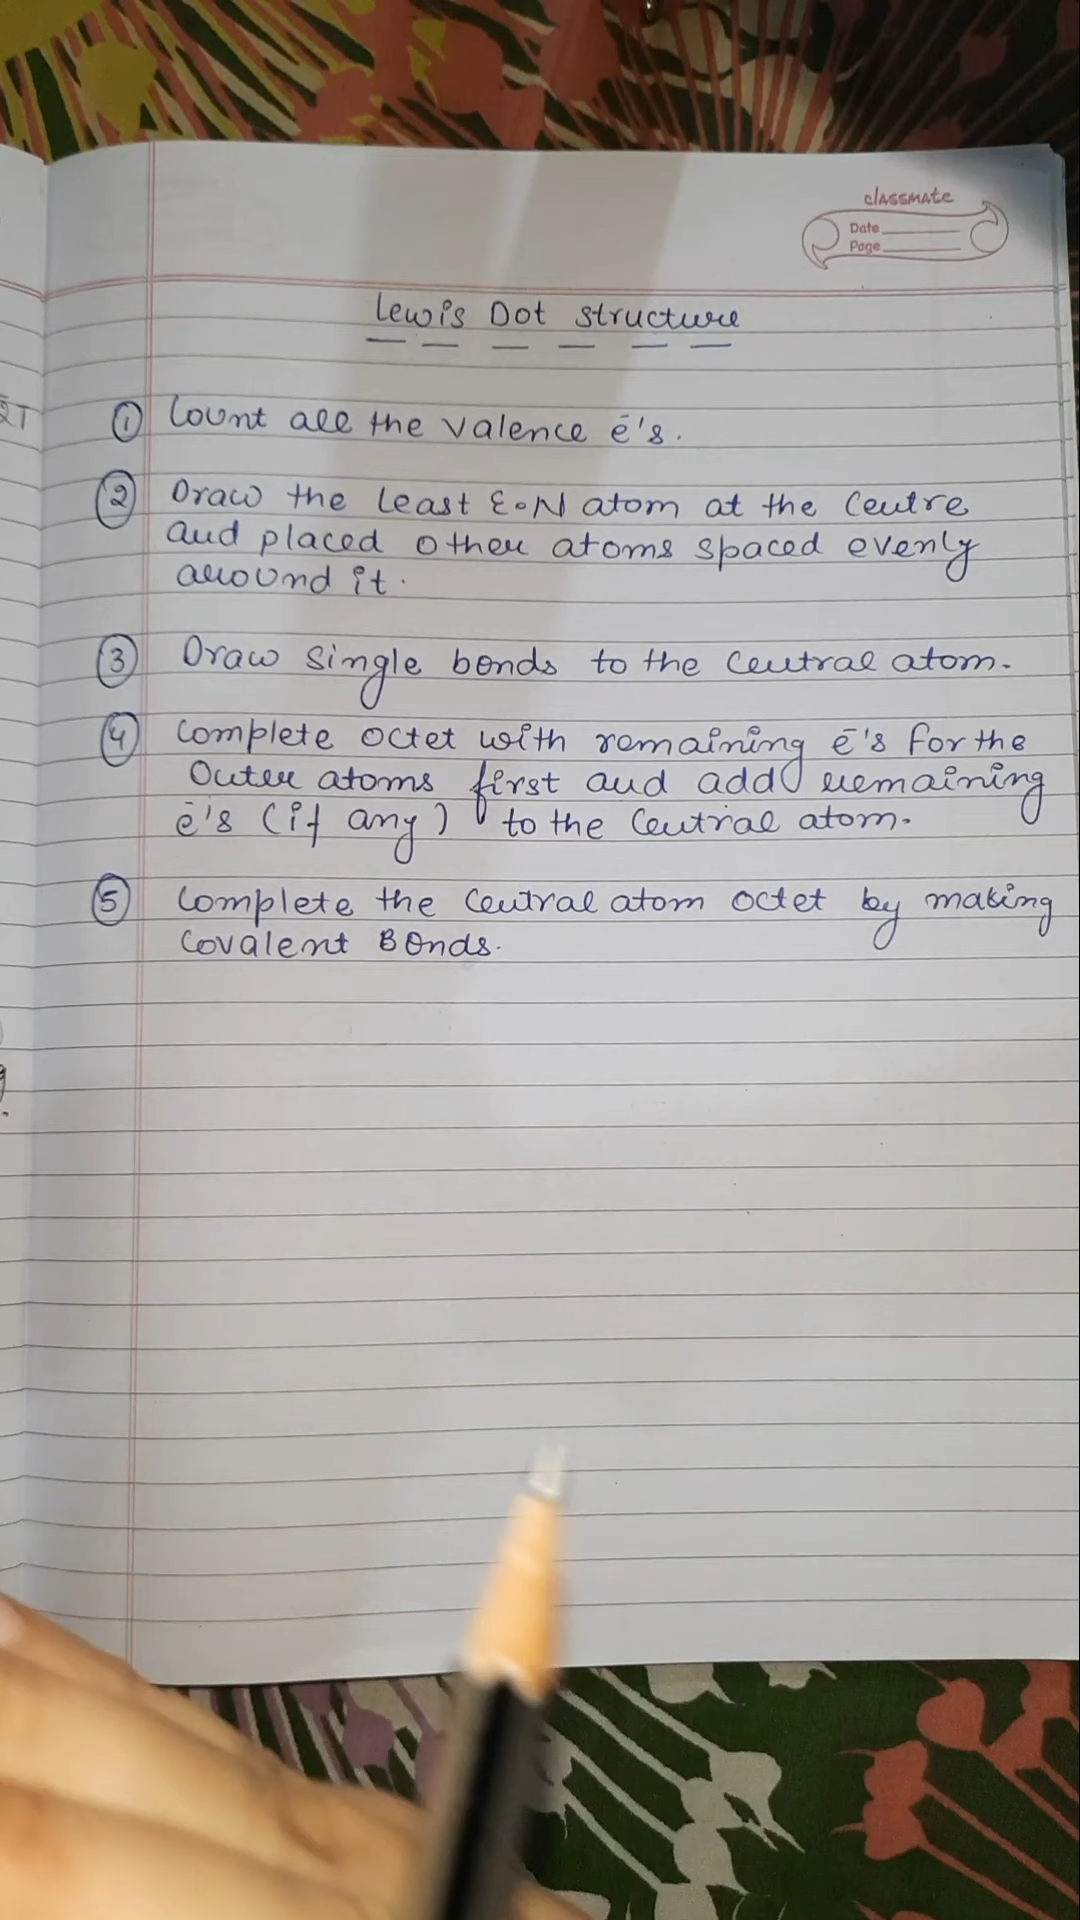 classmate
Date
Page
Lewis Dot structure
① Count all the valence ē's.
② Draw the least E.N atom at the centre
and placed other atoms spaced evenly
around it.
③ Draw single bonds to the central atom.
④ Complete octet with remaining ē's for the
outer atoms first and add remaining
ē's (if any) to the central atom.
⑤ Complete the central atom octet by making
covalent Bonds.